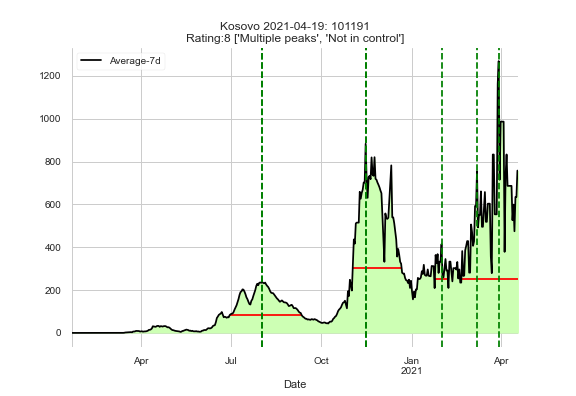 Kosovo 2021-04-19: 101191
Rating:8 ['Multiple peaks', 'Not in control']
Average-7d
1200
1000
800
600
400
200
0
Apr Jul Oct Jan Apr
2021
Date